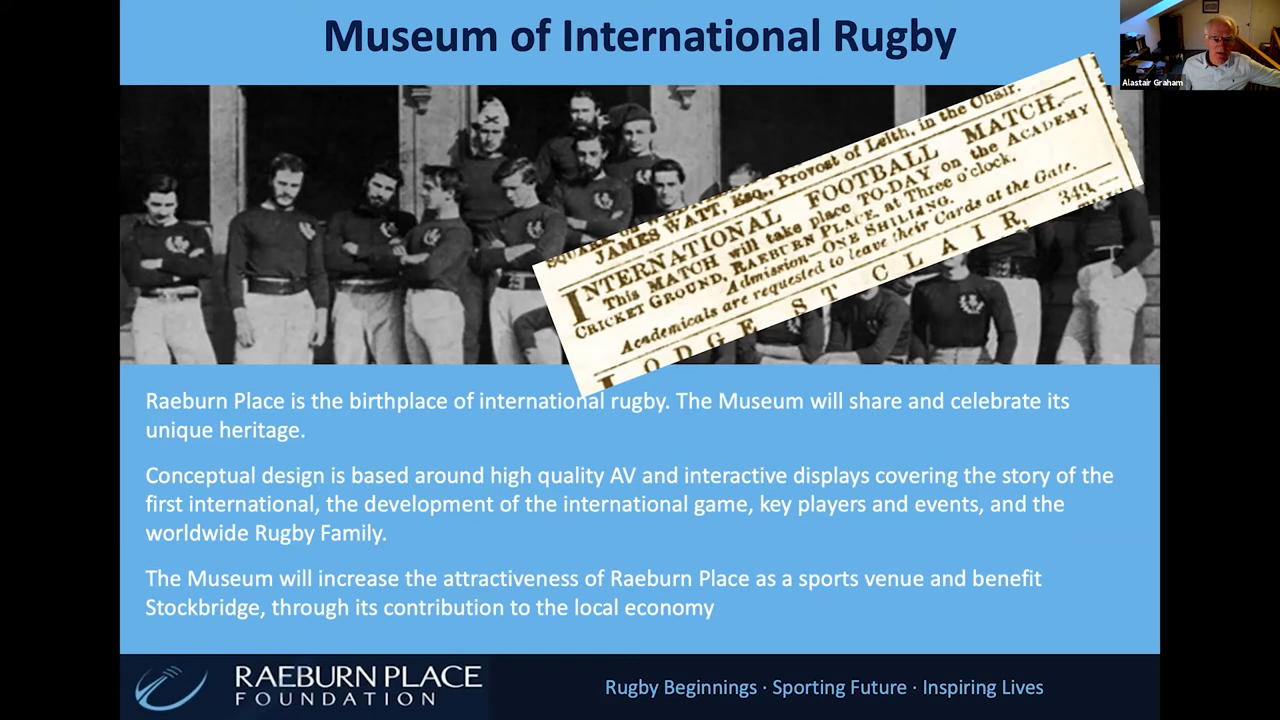 Museum of International Rugby
Alastair Graham
JAMES WATT, Esq., Provost of Leith, in the Chair.
INTERNATIONAL FOOTBALL MATCH.—
This MATCH will take place TO-DAY on the ACADEMY
CRICKET GROUND, RAEBURN PLACE, at Three o'clock.
Admission—ONE SHILLING.
Academicals are requested to leave their Cards at the Gate.
LODGE ST CLAIR,
Raeburn Place is the birthplace of international rugby. The Museum will share and celebrate its
unique heritage.
Conceptual design is based around high quality AV and interactive displays covering the story of the
first international, the development of the international game, key players and events, and the
worldwide Rugby Family.
The Museum will increase the attractiveness of Raeburn Place as a sports venue and benefit
Stockbridge, through its contribution to the local economy
RAEBURN PLACE
FOUNDATION
Rugby Beginnings · Sporting Future · Inspiring Lives